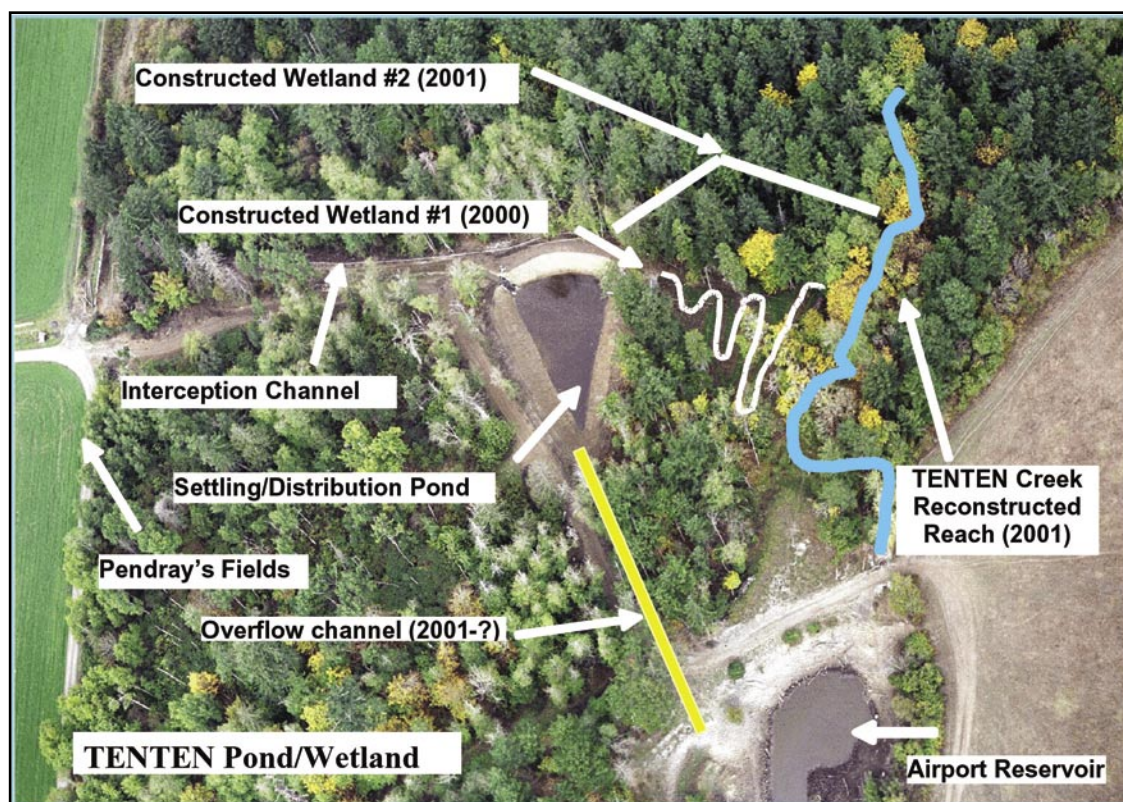 Constructed Wetland #2 (2001)
Constructed Wetland #1 (2000)
Interception Channel
Settling/Distribution Pond
TENTEN Creek
Reconstructed
Reach (2001)
Pendray's Fields
Overflow channel (2001-?)
TENTEN Pond/Wetland
Airport Reservoir